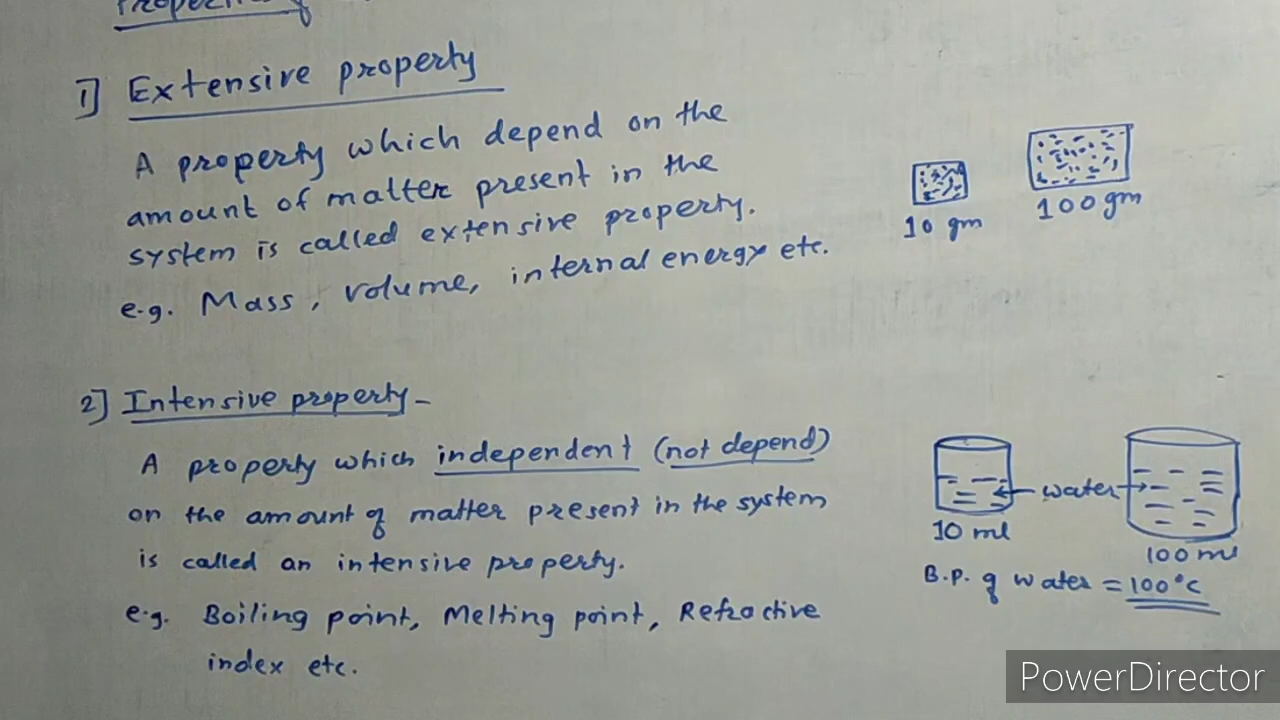 1] Extensive property
A property which depend on the
amount of matter present in the
system is called extensive property.
e.g. Mass, volume, internal energy etc.
10 gm
100 gm
2] Intensive property -
A property which independent (not depend)
on the amount of matter present in the system
is called an intensive property.
e.g. Boiling point, Melting point, Refractive
index etc.
water
10 ml
100 ml
B.P. of water = 100°C
PowerDirector